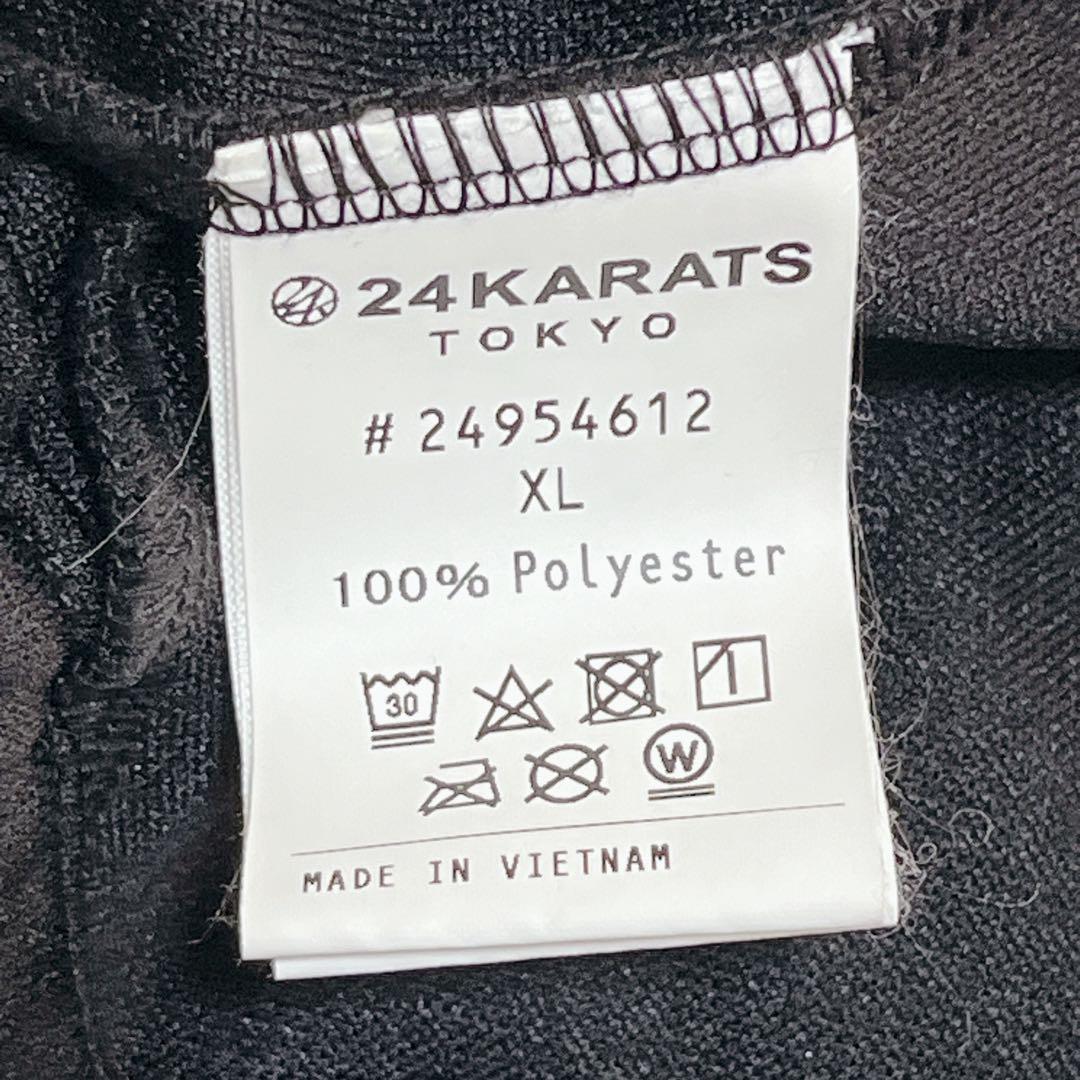 24KARATS
TOKYO
# 24954612
XL
100% Polyester
30
W
MADE IN VIETNAM